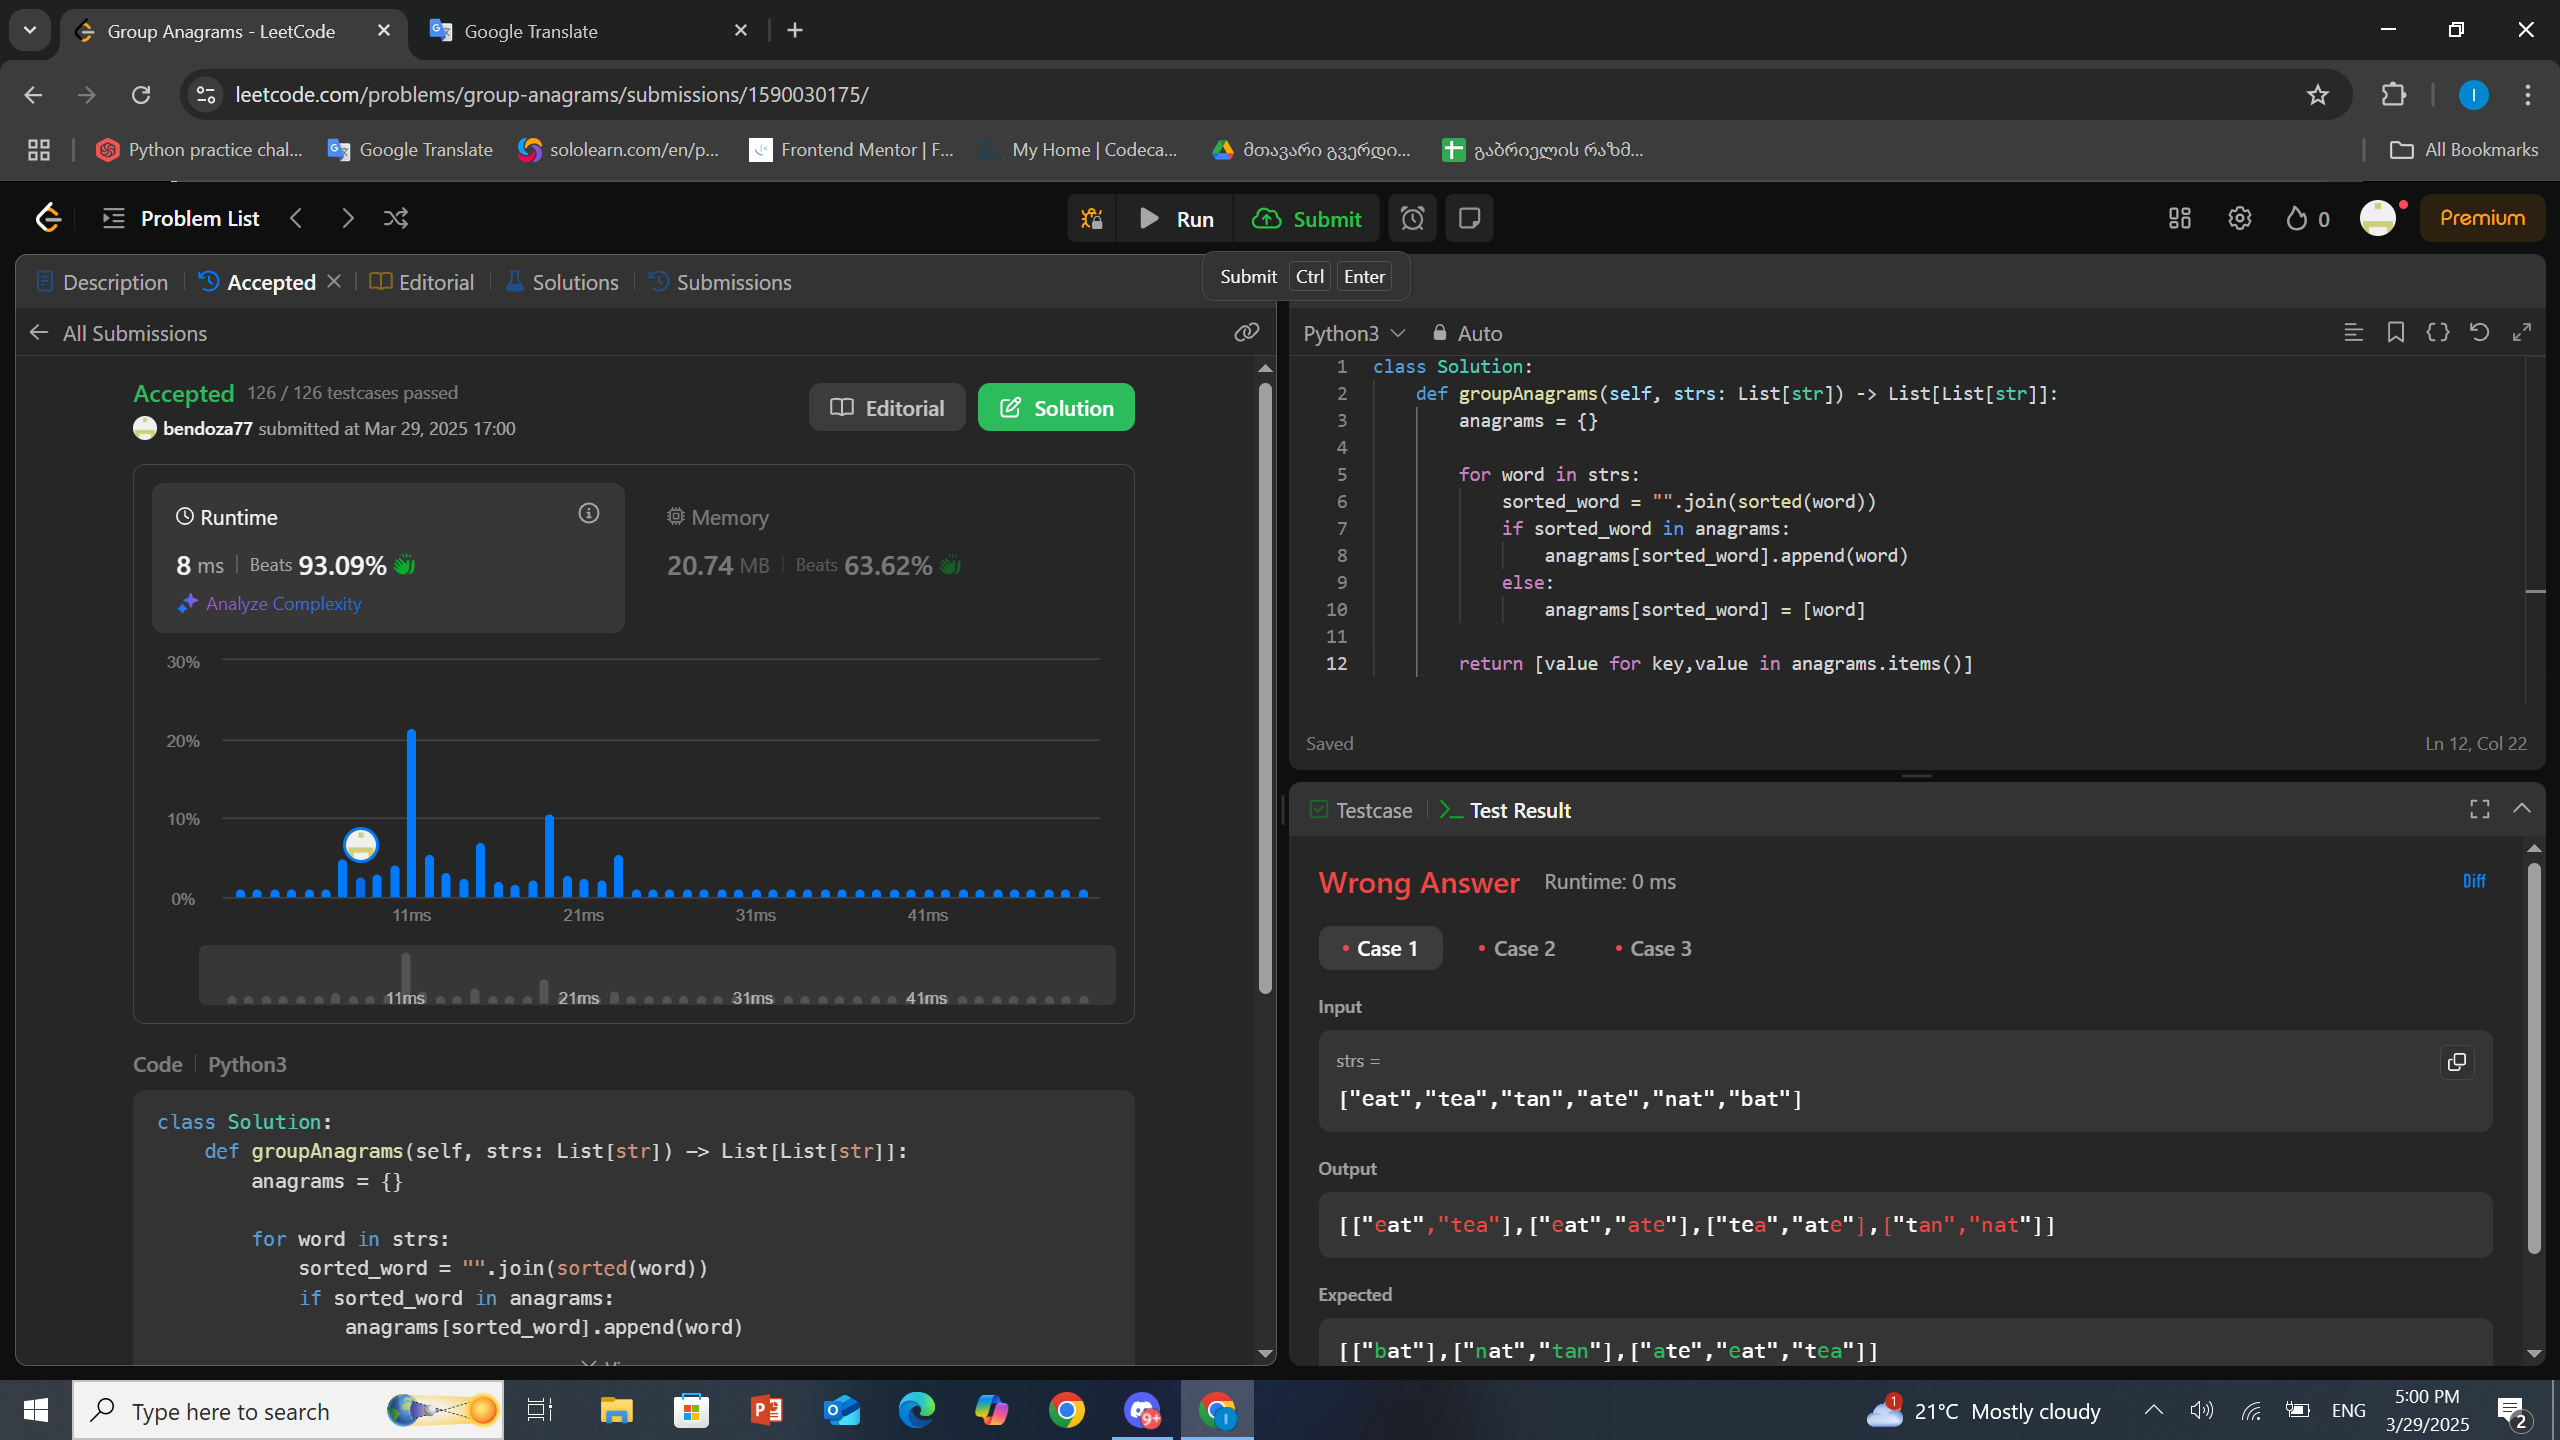 Group Anagrams - LeetCode
Google Translate
leetcode.com/problems/group-anagrams/submissions/1590030175/
I
Python practice chal...
Google Translate
sololearn.com/en/p...
Frontend Mentor | F...
My Home | Codeca...
მთავარი გვერდი...
გაბრიელის რაზმ...
All Bookmarks
Problem List
Run
Submit
0
Premium
Submit Ctrl Enter
Description
Accepted
Editorial
Solutions
Submissions
All Submissions
Accepted 126 / 126 testcases passed
bendoza77 submitted at Mar 29, 2025 17:00
Editorial
Solution
Runtime
8 ms | Beats 93.09%
Analyze Complexity
Memory
20.74 MB | Beats 63.62%
30%
20%
10%
0%
11ms 21ms 31ms 41ms
11ms 21ms 31ms 41ms
Code | Python3
class Solution:
    def groupAnagrams(self, strs: List[str]) -> List[List[str]]:
        anagrams = {}
        for word in strs:
            sorted_word = "".join(sorted(word))
            if sorted_word in anagrams:
                anagrams[sorted_word].append(word)
Python3
Auto
1 class Solution:
2     def groupAnagrams(self, strs: List[str]) -> List[List[str]]:
3         anagrams = {}
4
5         for word in strs:
6             sorted_word = "".join(sorted(word))
7             if sorted_word in anagrams:
8                 anagrams[sorted_word].append(word)
9             else:
10                 anagrams[sorted_word] = [word]
11
12         return [value for key,value in anagrams.items()]
Saved
Ln 12, Col 22
Testcase
Test Result
Wrong Answer Runtime: 0 ms
Diff
Case 1
Case 2
Case 3
Input
strs =
["eat","tea","tan","ate","nat","bat"]
Output
[["eat","tea"],["eat","ate"],["tea","ate"],["tan","nat"]]
Expected
[["bat"],["nat","tan"],["ate","eat","tea"]]
Type here to search
9+
I
1
21°C Mostly cloudy
ENG
5:00 PM
3/29/2025
2